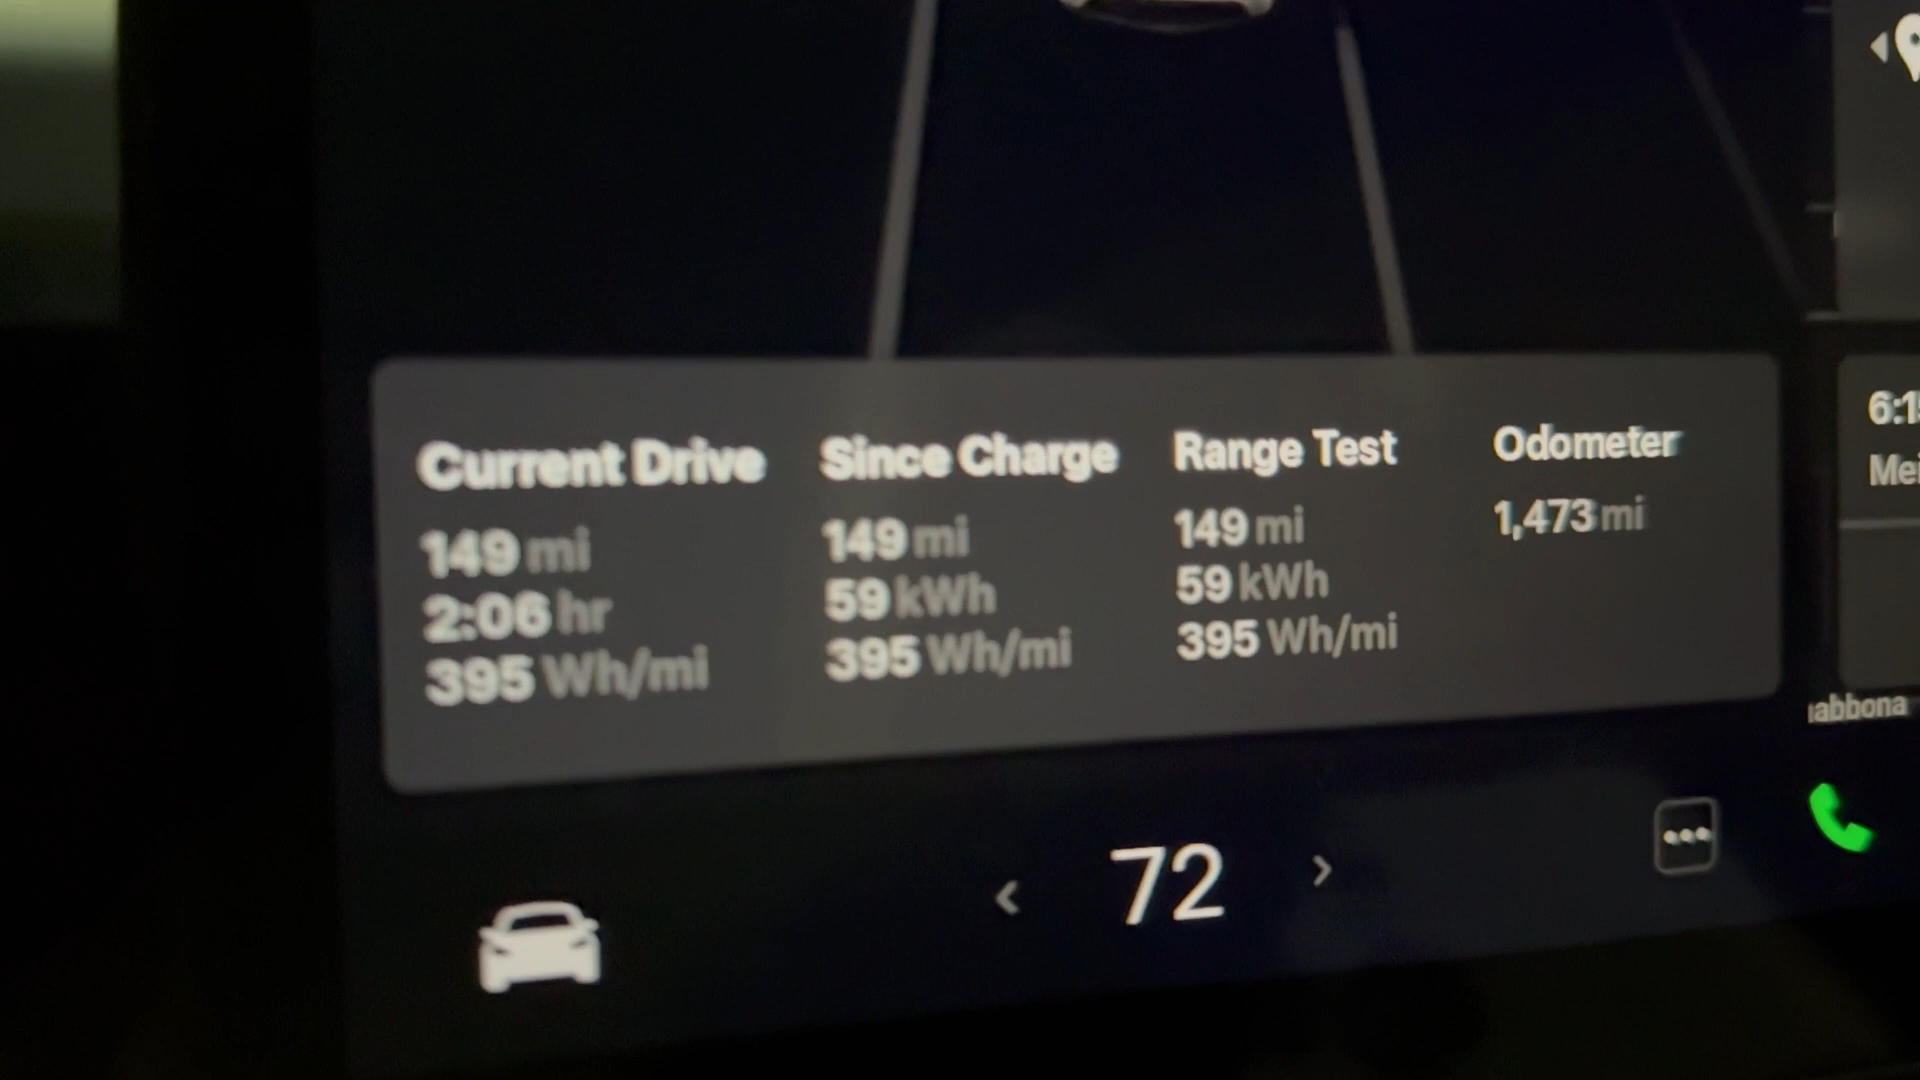 Current Drive
149 mi
2:06 hr
395 Wh/mi
Since Charge
149 mi
59 kWh
395 Wh/mi
Range Test
149 mi
59 kWh
395 Wh/mi
Odometer
1,473 mi
72